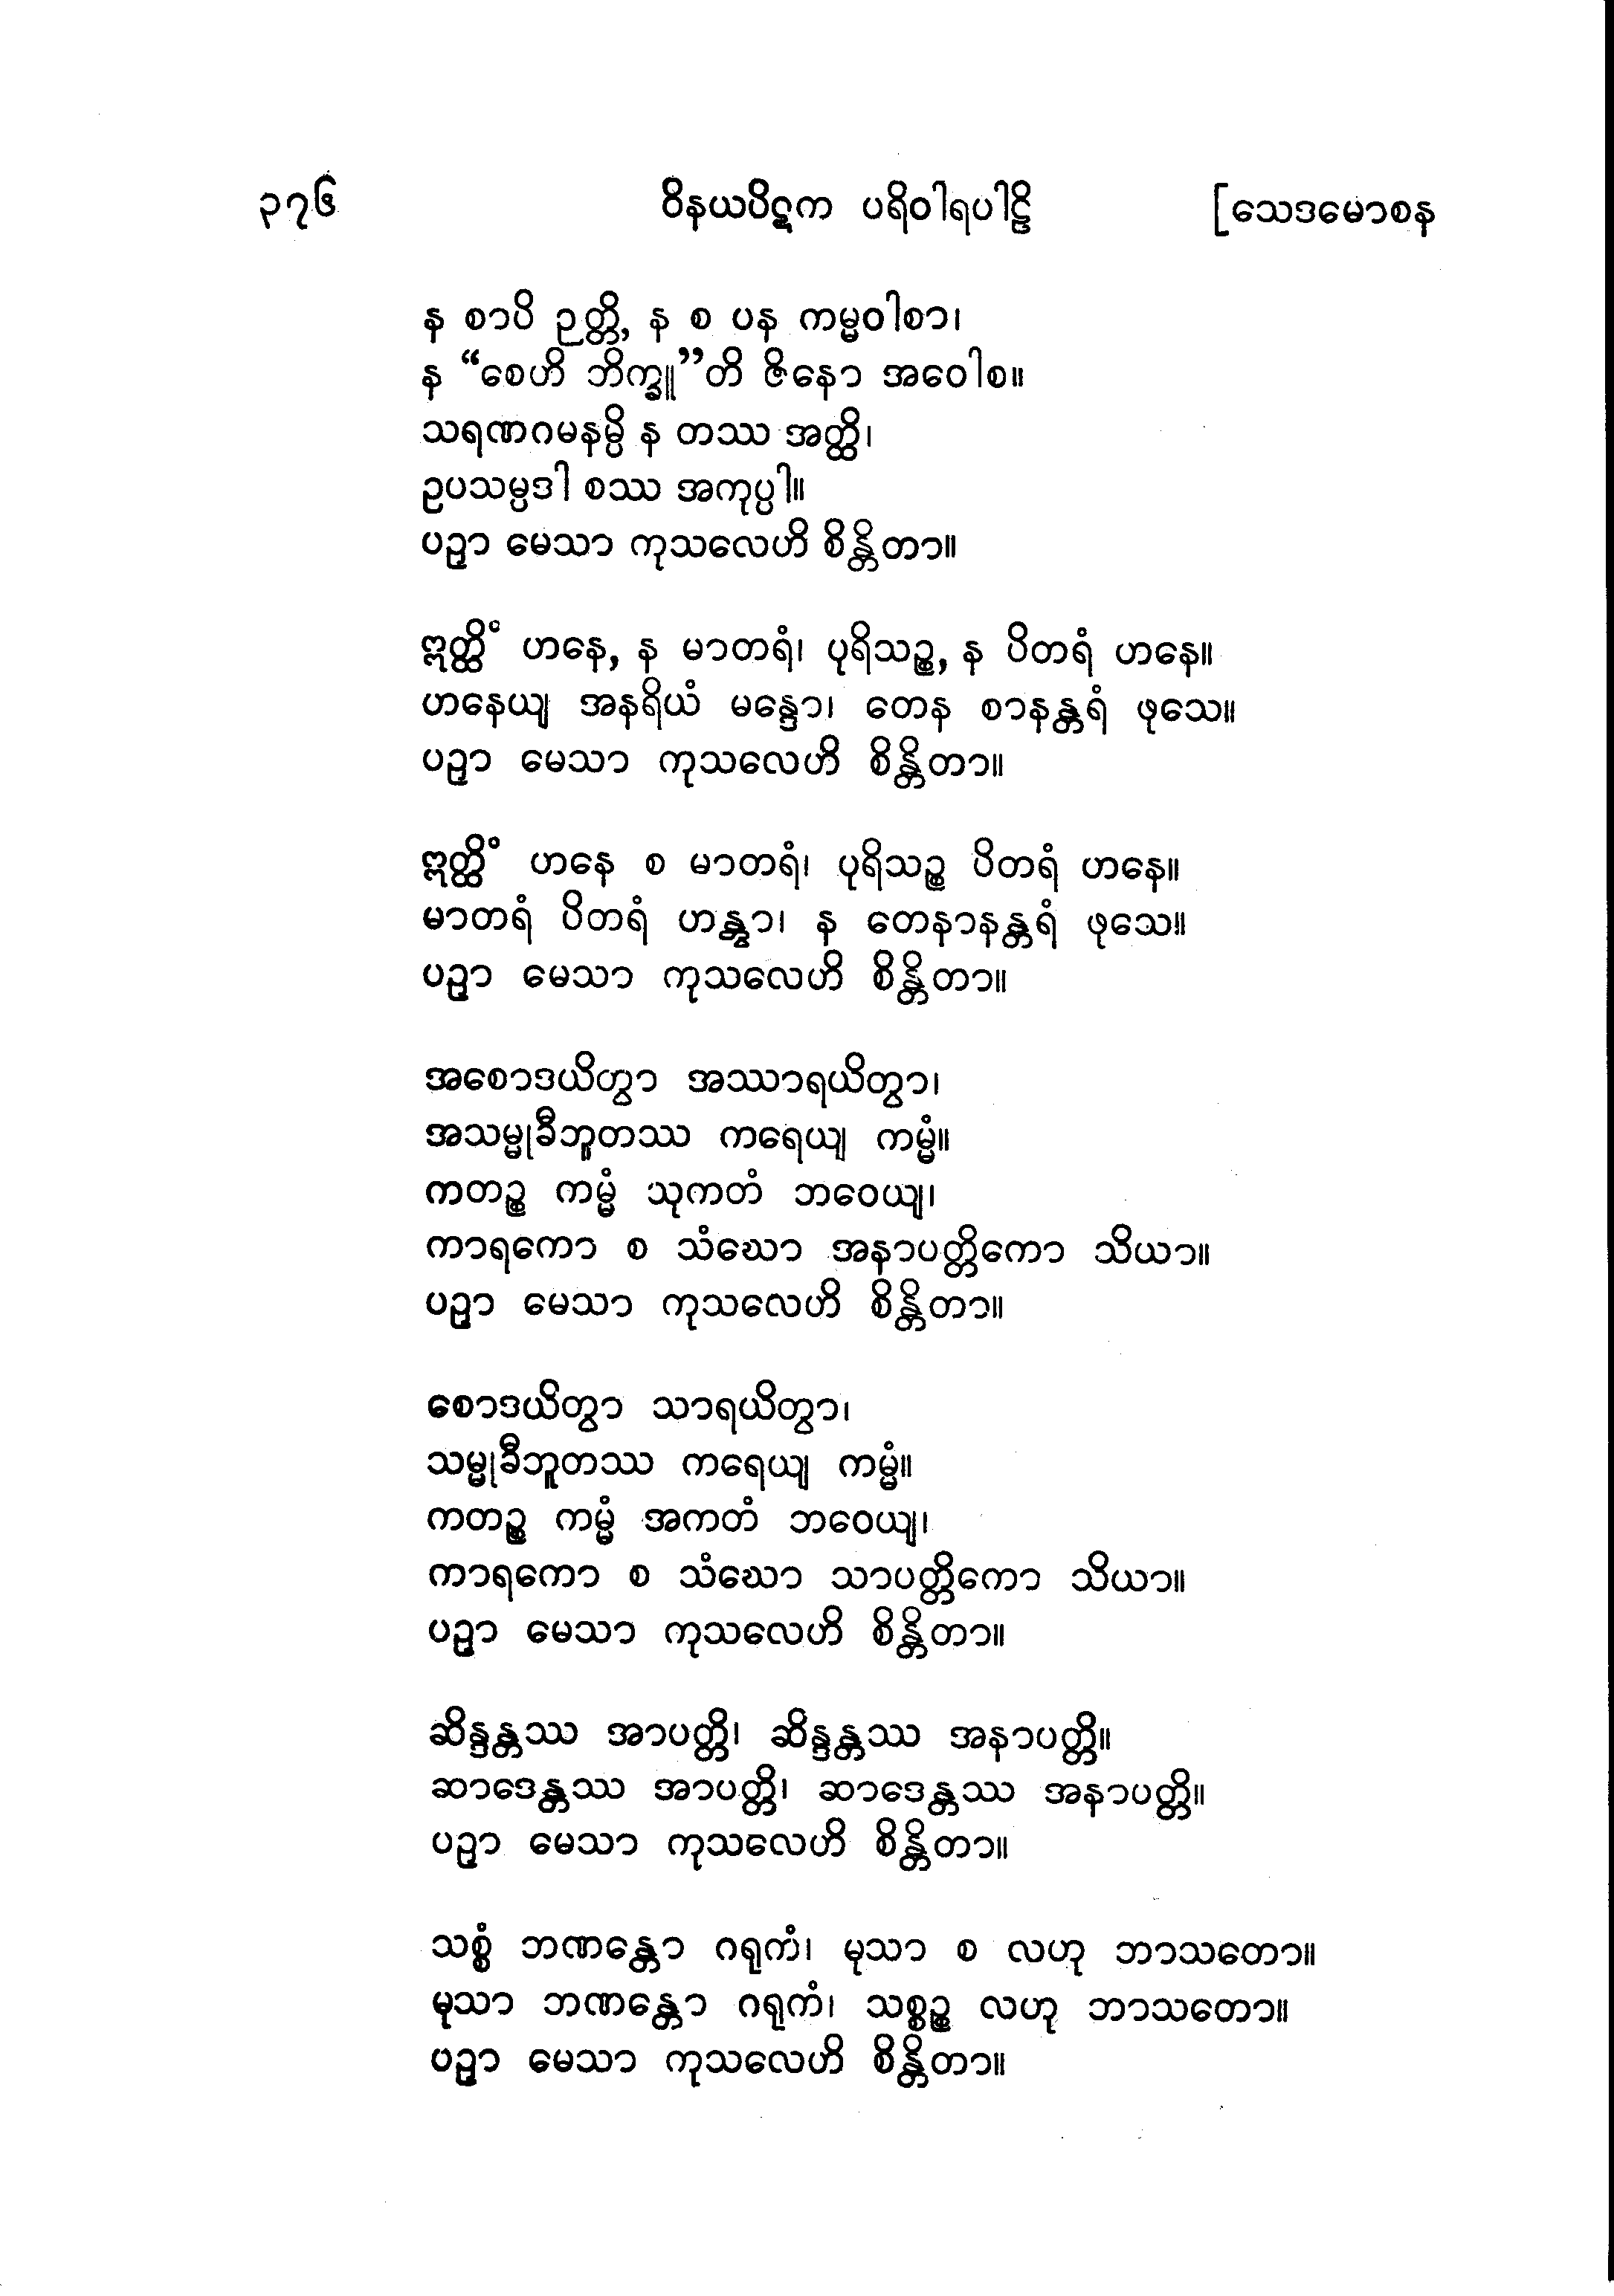 ၃၇၆ ဝိနယပိဋက ပရိဝါရပါဠိ [သေဒမောစန
န စာပိ ဉတ္တိ, န စ ပန ကမ္မဝါစာ၊
န “စေဟိ ဘိက္ခူ”တိ ဇိနော အဝေါစ။
သရဏဂမနမ္ပိ န တဿ အတ္ထိ၊
ဥပသမ္ပဒါ စဿ အကုပ္ပါ။
ပဉှာ မေသာ ကုသလေဟိ စိန္တိတာ။
ဣတ္ထိံ ဟနေ, န မာတရံ၊ ပုရိသဉ္စ, န ပိတရံ ဟနေ။
ဟနေယျ အနရိယံ မန္ဒော၊ တေန စာနန္တရံ ဖုသေ။
ပဉှာ မေသာ ကုသလေဟိ စိန္တိတာ။
ဣတ္ထိံ ဟနေ စ မာတရံ၊ ပုရိသဉ္စ ပိတရံ ဟနေ။
မာတရံ ပိတရံ ဟန္တွာ၊ န တေနာနန္တရံ ဖုသေ။
ပဉှာ မေသာ ကုသလေဟိ စိန္တိတာ။
အစောဒယိတွာ အဿာရယိတွာ၊
အသမ္မုခီဘူတဿ ကရေယျ ကမ္မံ။
ကတဉ္စ ကမ္မံ သုကတံ ဘဝေယျ၊
ကာရကော စ သံဃော အနာပတ္တိကော သိယာ။
ပဉှာ မေသာ ကုသလေဟိ စိန္တိတာ။
စောဒယိတွာ သာရယိတွာ၊
သမ္မုခီဘူတဿ ကရေယျ ကမ္မံ။
ကတဉ္စ ကမ္မံ အကတံ ဘဝေယျ၊
ကာရကော စ သံဃော သာပတ္တိကော သိယာ။
ပဉှာ မေသာ ကုသလေဟိ စိန္တိတာ။
ဆိန္ဒန္တဿ အာပတ္တိ၊ ဆိန္ဒန္တဿ အနာပတ္တိ။
ဆာဒေန္တဿ အာပတ္တိ၊ ဆာဒေန္တဿ အနာပတ္တိ။
ပဉှာ မေသာ ကုသလေဟိ စိန္တိတာ။
သစ္စံ ဘဏန္တော ဂရုကံ၊ မုသာ စ လဟု ဘာသတော။
မုသာ ဘဏန္တော ဂရုကံ၊ သစ္စဉ္စ လဟု ဘာသတော။
ပဉှာ မေသာ ကုသလေဟိ စိန္တိတာ။